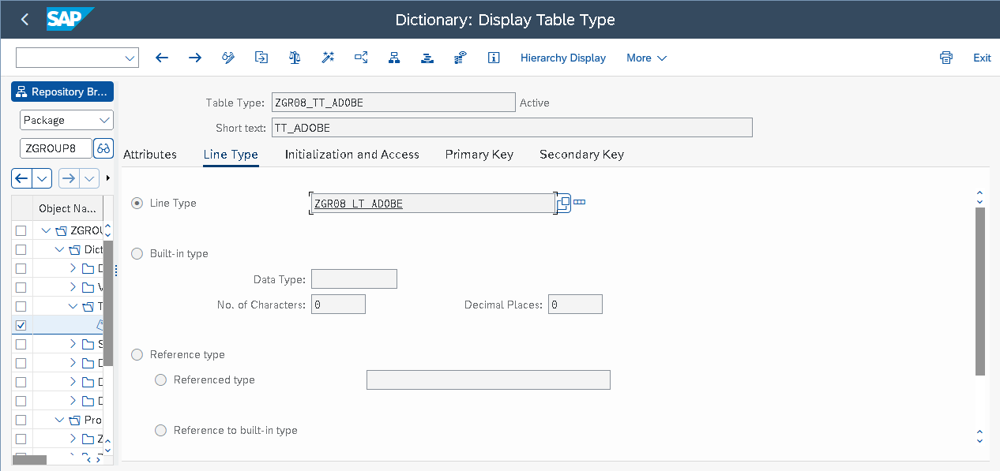 SAP Dictionary: Display Table Type
Hierarchy Display More Exit
Repository Br...
Package
ZGROUP8
Object Na...
ZGROU
Dict
D
V
T
S
D
D
D
Pro
Z
Table Type: ZGR08_TT_ADOBE Active
Short text: TT_ADOBE
Attributes Line Type Initialization and Access Primary Key Secondary Key
Line Type ZGR08_LT_ADOBE
Built-in type
Data Type:
No. of Characters: 0 Decimal Places: 0
Reference type
Referenced type
Reference to built-in type